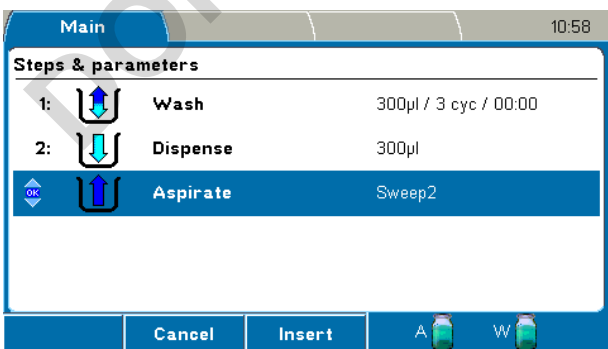 Main 10:58
Steps & parameters
1: Wash 300µl / 3 cyc / 00:00
2: Dispense 300µl
OK Aspirate Sweep2
Cancel Insert A W